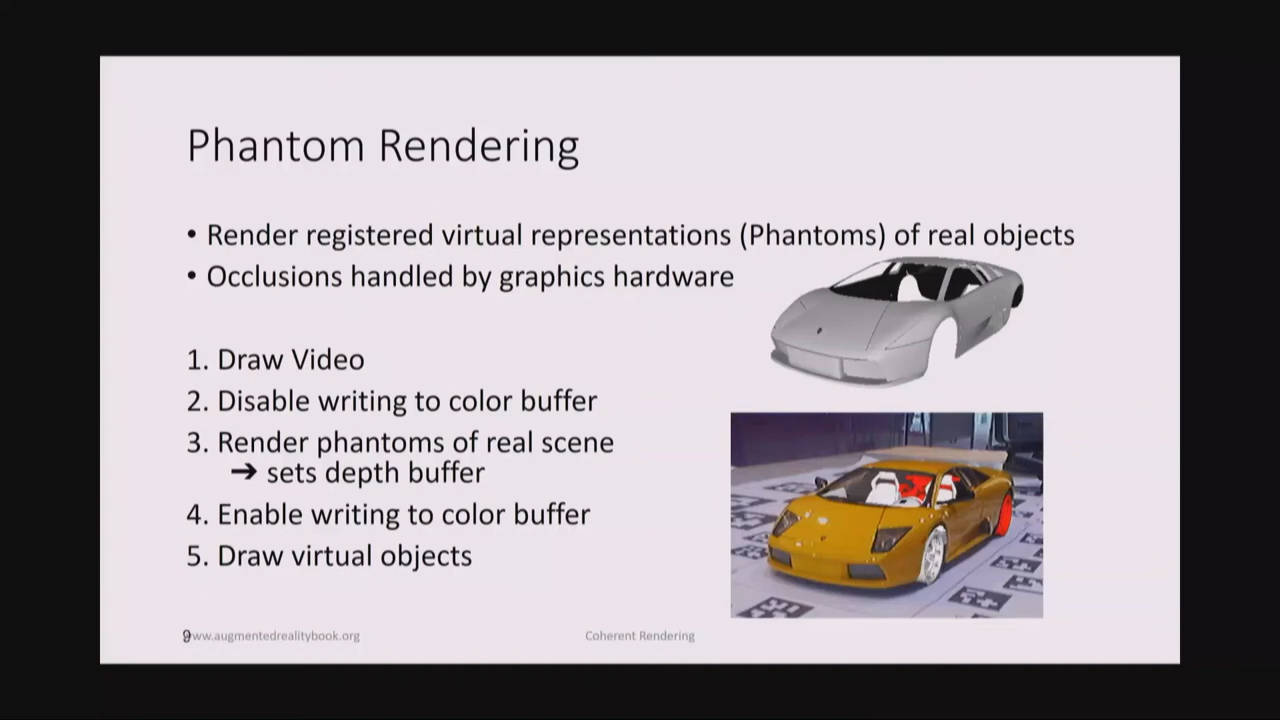 Phantom Rendering
• Render registered virtual representations (Phantoms) of real objects
• Occlusions handled by graphics hardware
1. Draw Video
2. Disable writing to color buffer
3. Render phantoms of real scene
➔ sets depth buffer
4. Enable writing to color buffer
5. Draw virtual objects
9
www.augmentedrealitybook.org
Coherent Rendering